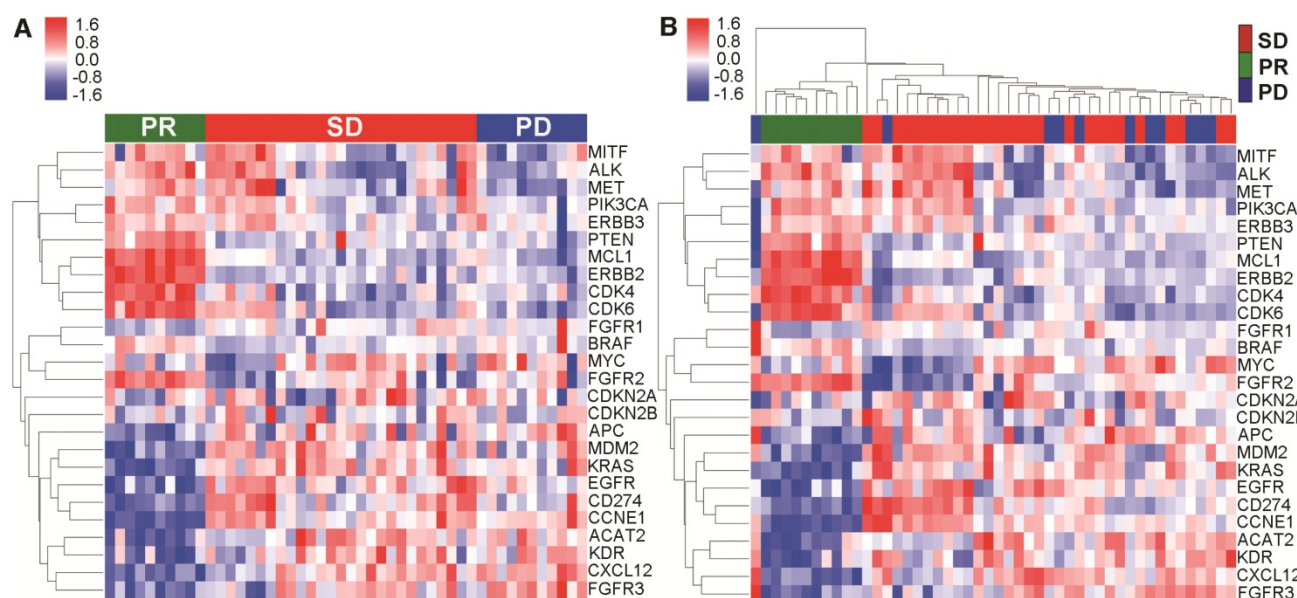 A
1.6
0.8
0.0
-0.8
-1.6
PR SD PD
MITF
ALK
MET
PIK3CA
ERBB3
PTEN
MCL1
ERBB2
CDK4
CDK6
FGFR1
BRAF
MYC
FGFR2
CDKN2A
CDKN2B
APC
MDM2
KRAS
EGFR
CD274
CCNE1
ACAT2
KDR
CXCL12
FGFR3
B
1.6
0.8
0.0
-0.8
-1.6
SD
PR
PD
MITF
ALK
MET
PIK3CA
ERBB3
PTEN
MCL1
ERBB2
CDK4
CDK6
FGFR1
BRAF
MYC
FGFR2
CDKN2A
APC
MDM2
KRAS
EGFR
CD274
CCNE1
ACAT2
KDR
CXCL12
FGFR3